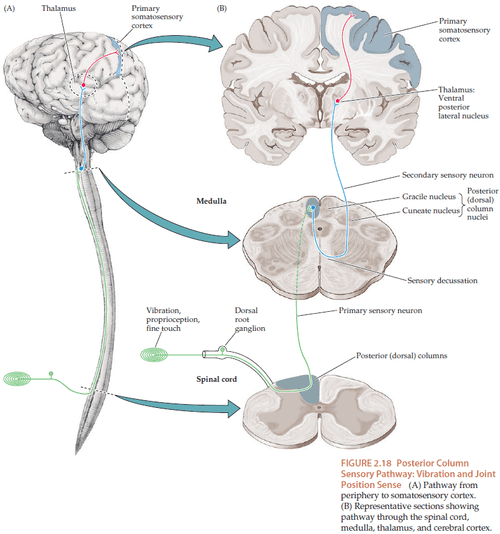 (A)
Thalamus
Primary
somatosensory
cortex
(B)
Primary
somatosensory
cortex
Thalamus:
Ventral
posterior
lateral nucleus
Secondary sensory neuron
Medulla
Gracile nucleus
Cuneate nucleus
Posterior
(dorsal)
column
nuclei
Sensory decussation
Vibration,
proprioception,
fine touch
Dorsal
root
ganglion
Primary sensory neuron
Spinal cord
Posterior (dorsal) columns
FIGURE 2.18 Posterior Column
Sensory Pathway: Vibration and Joint
Position Sense (A) Pathway from
periphery to somatosensory cortex.
(B) Representative sections showing
pathway through the spinal cord,
medulla, thalamus, and cerebral cortex.